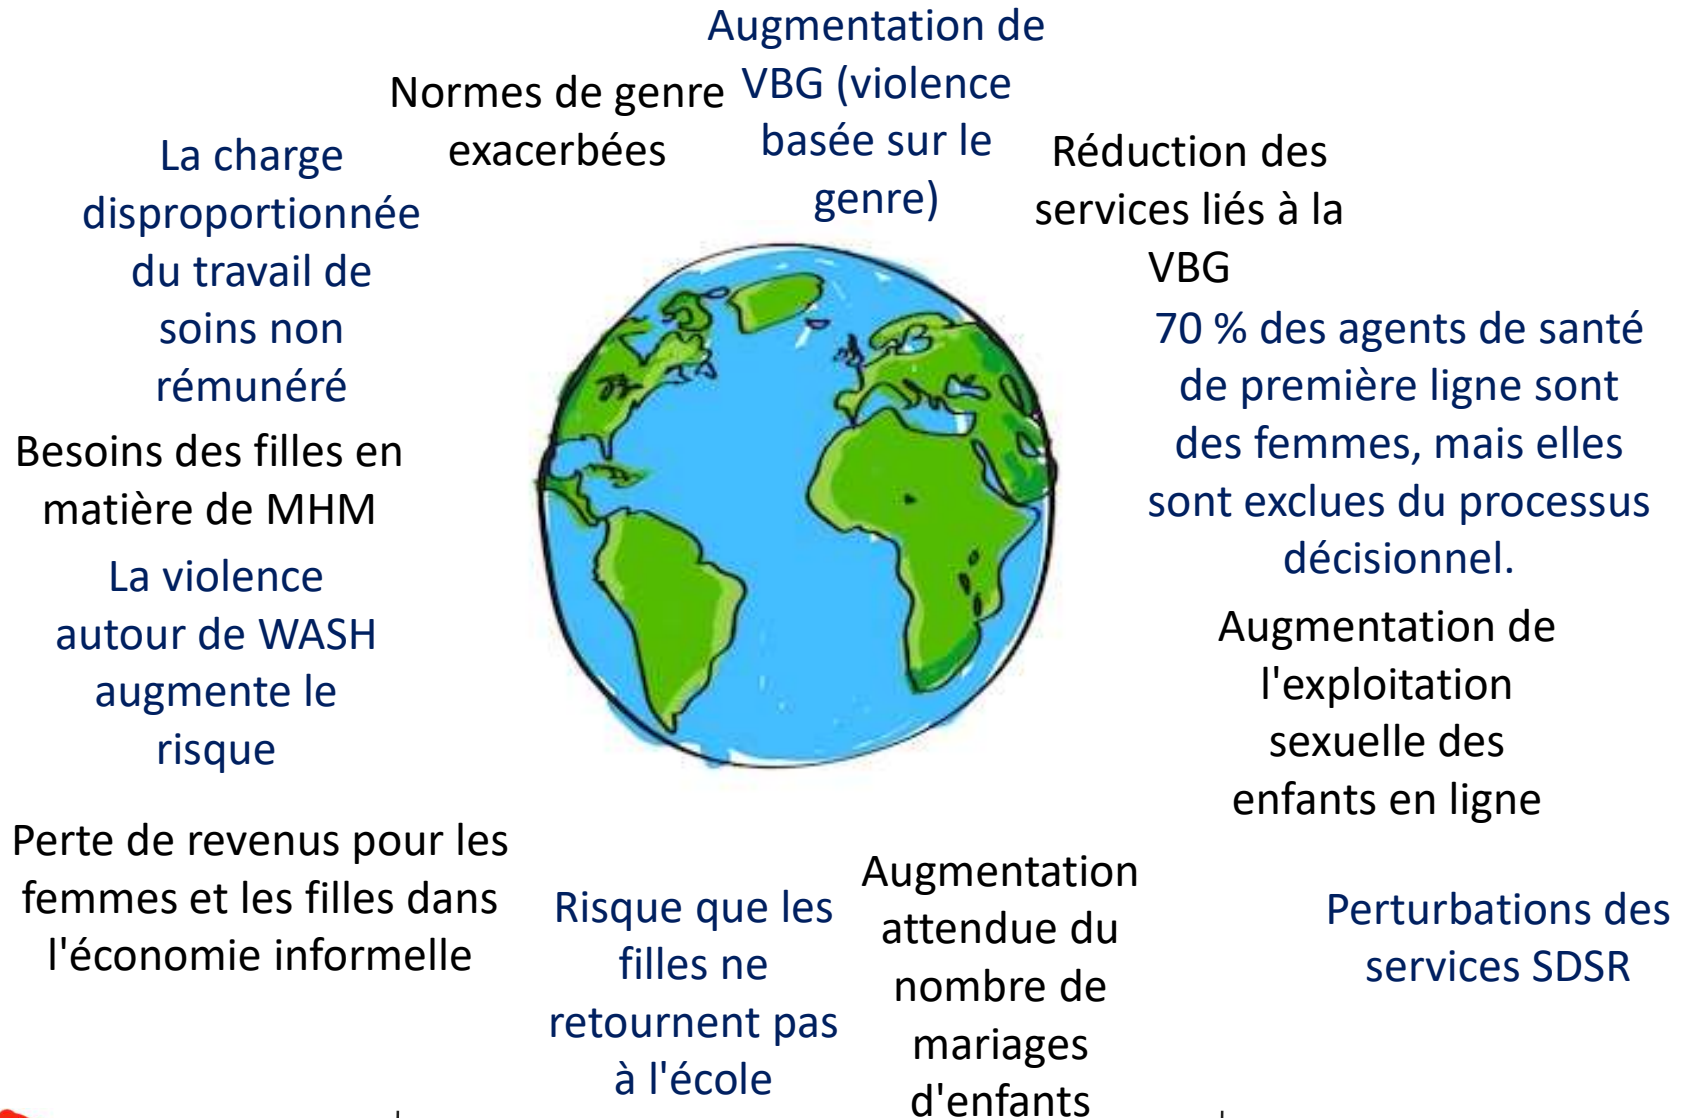 Augmentation de
VBG (violence
basée sur le
genre)
Normes de genre
exacerbées
La charge
disproportionnée
du travail de
soins non
rémunéré
Réduction des
services liés à la
VBG
70 % des agents de santé
de première ligne sont
des femmes, mais elles
sont exclues du processus
décisionnel.
Besoins des filles en
matière de MHM
La violence
autour de WASH
augmente le
risque
Augmentation de
l'exploitation
sexuelle des
enfants en ligne
Perte de revenus pour les
femmes et les filles dans
l'économie informelle
Risque que les
filles ne
retournent pas
à l'école
Augmentation
attendue du
nombre de
mariages
d'enfants
Perturbations des
services SDSR